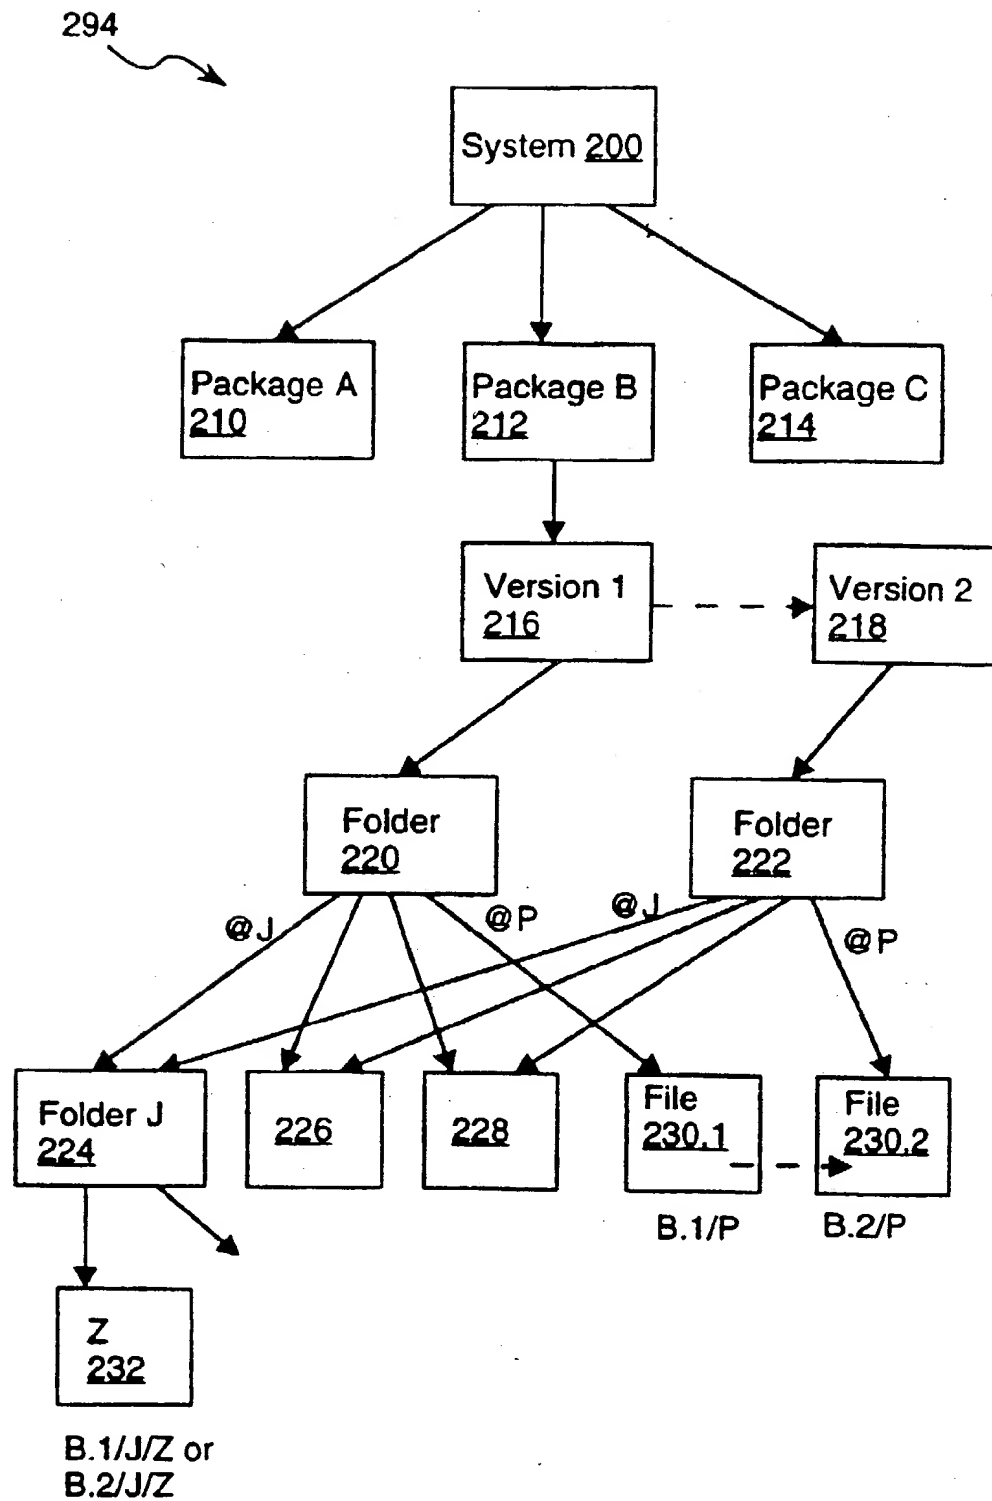 294
System 200
Package A
210
Package B
212
Package C
214
Version 1
216
Version 2
218
Folder
220
Folder
222
@J
@P
@J
@P
Folder J
224
226
228
File
230.1
File
230.2
B.1/P
B.2/P
Z
232
B.1/J/Z or
B.2/J/Z